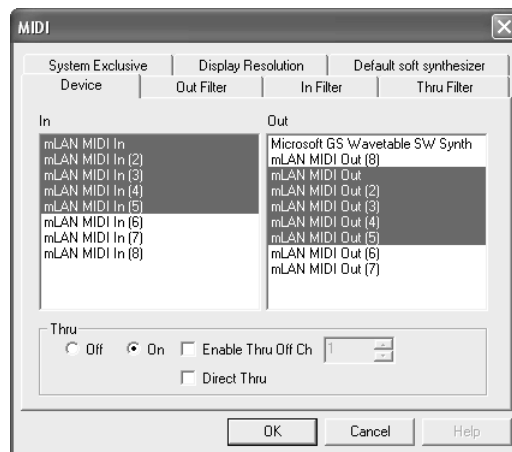 MIDI
System Exclusive Display Resolution Default soft synthesizer
Device Out Filter In Filter Thru Filter
In
mLAN MIDI In
mLAN MIDI In (2)
mLAN MIDI In (3)
mLAN MIDI In (4)
mLAN MIDI In (5)
mLAN MIDI In (6)
mLAN MIDI In (7)
mLAN MIDI In (8)
Out
Microsoft GS Wavetable SW Synth
mLAN MIDI Out (8)
mLAN MIDI Out
mLAN MIDI Out (2)
mLAN MIDI Out (3)
mLAN MIDI Out (4)
mLAN MIDI Out (5)
mLAN MIDI Out (6)
mLAN MIDI Out (7)
Thru
Off On Enable Thru Off Ch 1
Direct Thru
OK Cancel Help